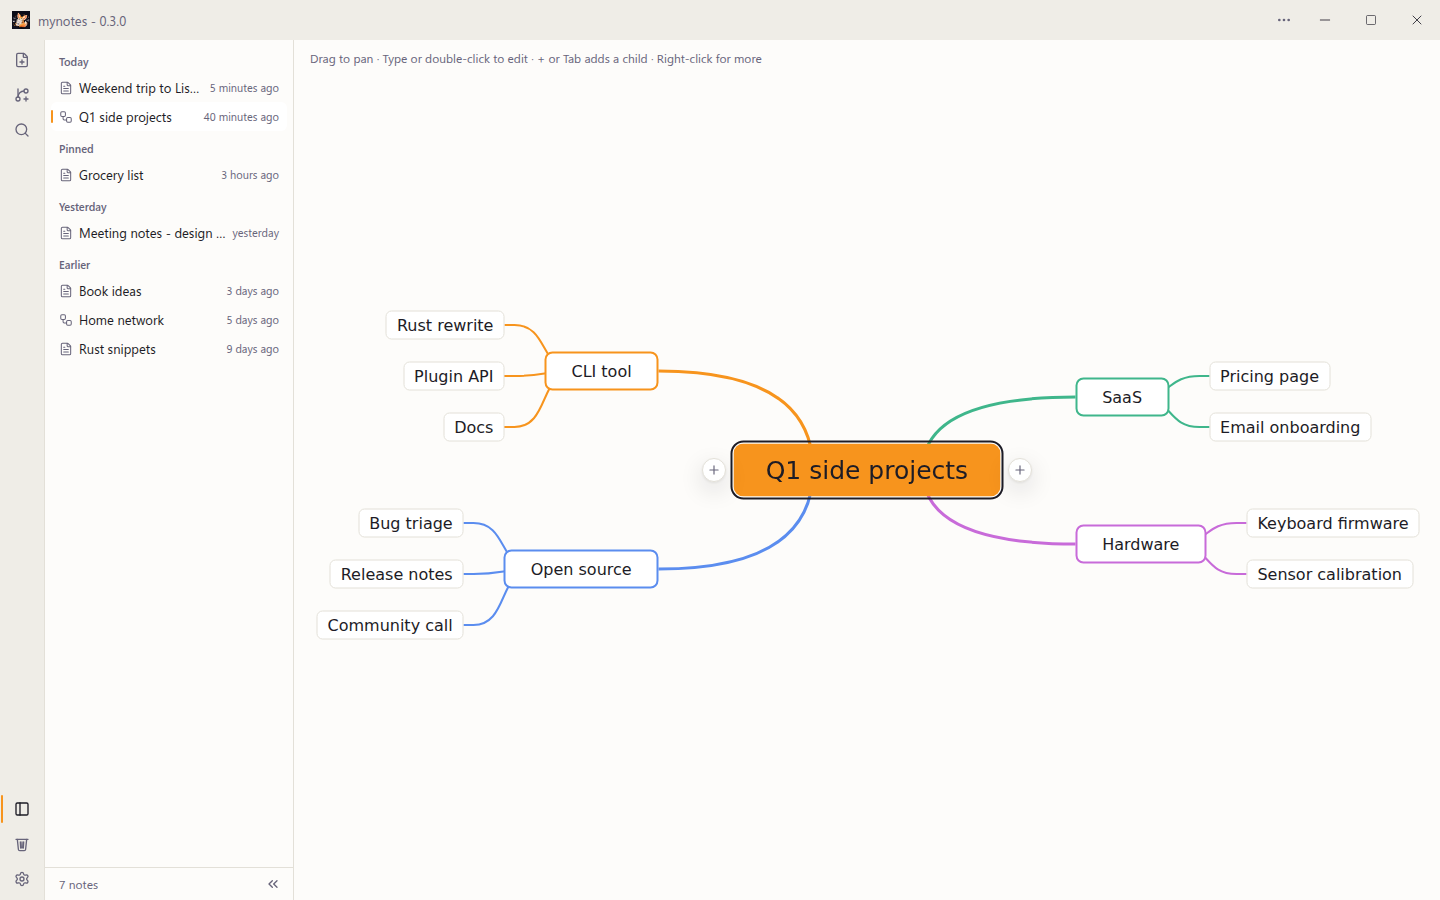 mynotes - 0.3.0
Today
Weekend trip to Lis... 5 minutes ago
Q1 side projects 40 minutes ago
Pinned
Grocery list 3 hours ago
Yesterday
Meeting notes - design ... yesterday
Earlier
Book ideas 3 days ago
Home network 5 days ago
Rust snippets 9 days ago
7 notes
Drag to pan · Type or double-click to edit · + or Tab adds a child · Right-click for more
Rust rewrite
Plugin API
Docs
CLI tool
Bug triage
Release notes
Community call
Open source
Q1 side projects
SaaS
Pricing page
Email onboarding
Hardware
Keyboard firmware
Sensor calibration